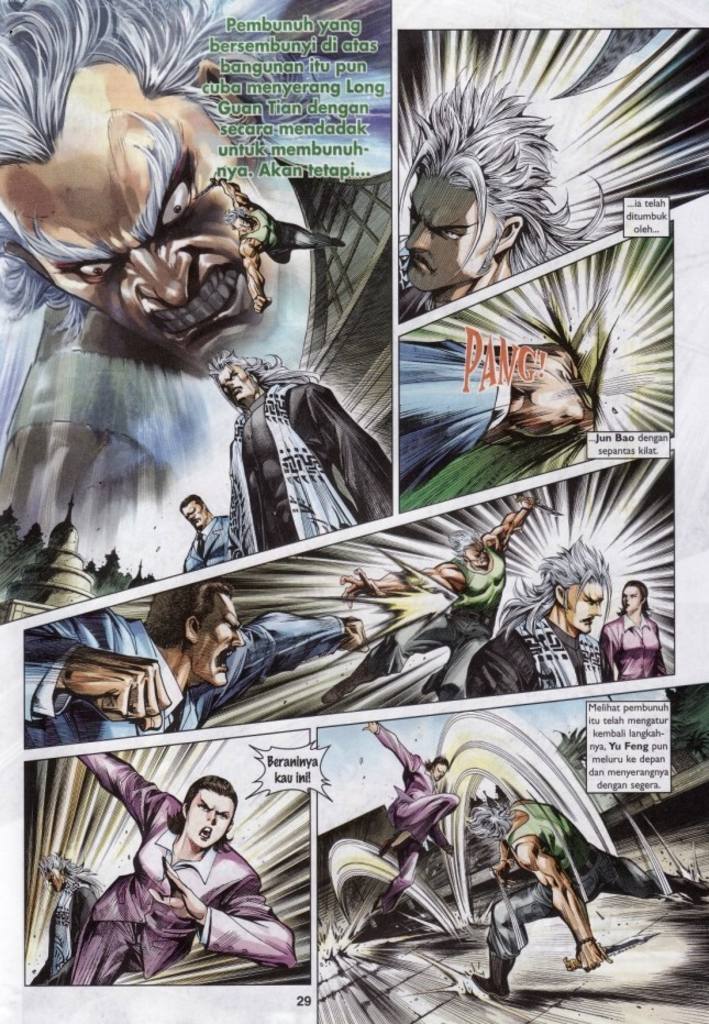 Pembunuh yang
bersembunyi di atas
bangunan itu pun
cuba menyerang Long
Guan Tian dengan
secara mendadak
untuk membunuh-
nya. Akan tetapi...
...ia telah
ditumbuk
oleh...
PANG!
...Jun Bao dengan
sepantas kilat.
Beraninya
kau ini!
Melihat pembunuh
itu telah mengatur
kembali langkah-
nya, Yu Feng pun
meluru ke depan
dan menyerangnya
dengan segera.
29